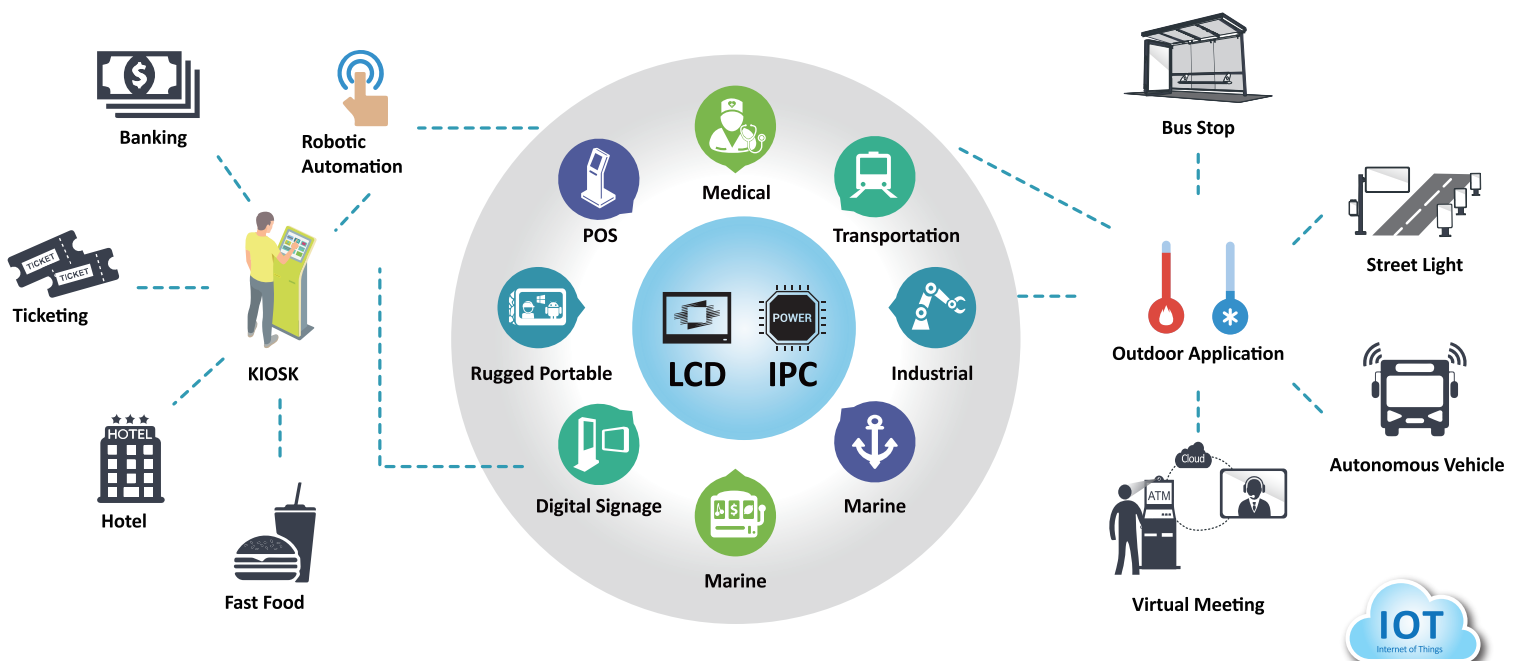 Banking
Robotic
Automation
TICKET
TICKET
Ticketing
KIOSK
HOTEL
Hotel
Fast Food
Medical
POS
Transportation
Rugged Portable
LCD
POWER
IPC
Industrial
Digital Signage
Marine
Marine
Bus Stop
Street Light
Outdoor Application
Autonomous Vehicle
Cloud
ATM
Virtual Meeting
IOT
Internet of Things